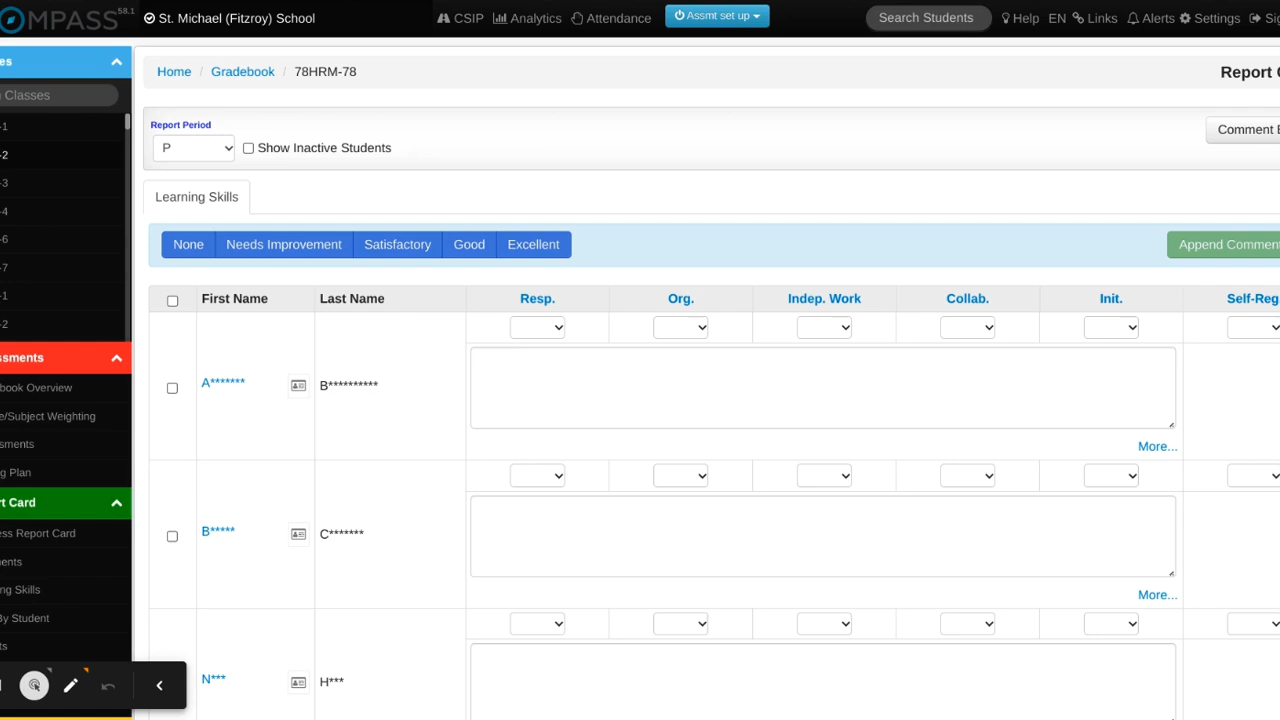 OMPASS 58.1
St. Michael (Fitzroy) School
CSIP Analytics Attendance Assmt set up
Search Students
Help EN Links Alerts Settings Sig
es
n Classes
-1
-2
-3
-4
-6
-7
-1
-2
ssments
book Overview
e/Subject Weighting
sments
g Plan
rt Card
ess Report Card
ents
ng Skills
By Student
ts
Home / Gradebook / 78HRM-78
Report C
Report Period
P
Show Inactive Students
Comment B
Learning Skills
None Needs Improvement Satisfactory Good Excellent
Append Comment
First Name Last Name Resp. Org. Indep. Work Collab. Init. Self-Reg
A******* B**********
More...
B***** C*******
More...
N*** H***